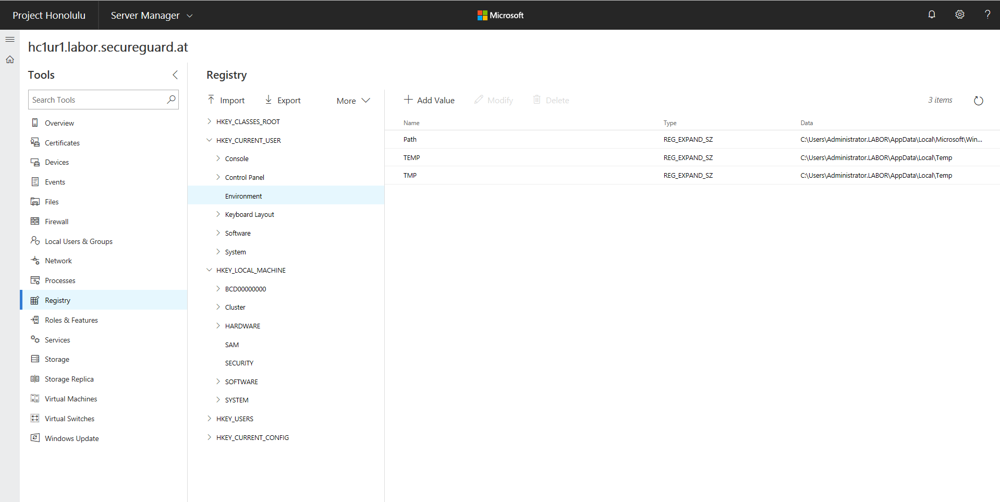 Project Honolulu
Server Manager
Microsoft
?
hc1ur1.labor.secureguard.at
Tools
Search Tools
Overview
Certificates
Devices
Events
Files
Firewall
Local Users & Groups
Network
Processes
Registry
Roles & Features
Services
Storage
Storage Replica
Virtual Machines
Virtual Switches
Windows Update
Registry
Import Export More
HKEY_CLASSES_ROOT
HKEY_CURRENT_USER
Console
Control Panel
Environment
Keyboard Layout
Software
System
HKEY_LOCAL_MACHINE
BCD00000000
Cluster
HARDWARE
SAM
SECURITY
SOFTWARE
SYSTEM
HKEY_USERS
HKEY_CURRENT_CONFIG
Add Value Modify Delete 3 items
Name Type Data
Path REG_EXPAND_SZ C:\Users\Administrator.LABOR\AppData\Local\Microsoft\Win...
TEMP REG_EXPAND_SZ C:\Users\Administrator.LABOR\AppData\Local\Temp
TMP REG_EXPAND_SZ C:\Users\Administrator.LABOR\AppData\Local\Temp